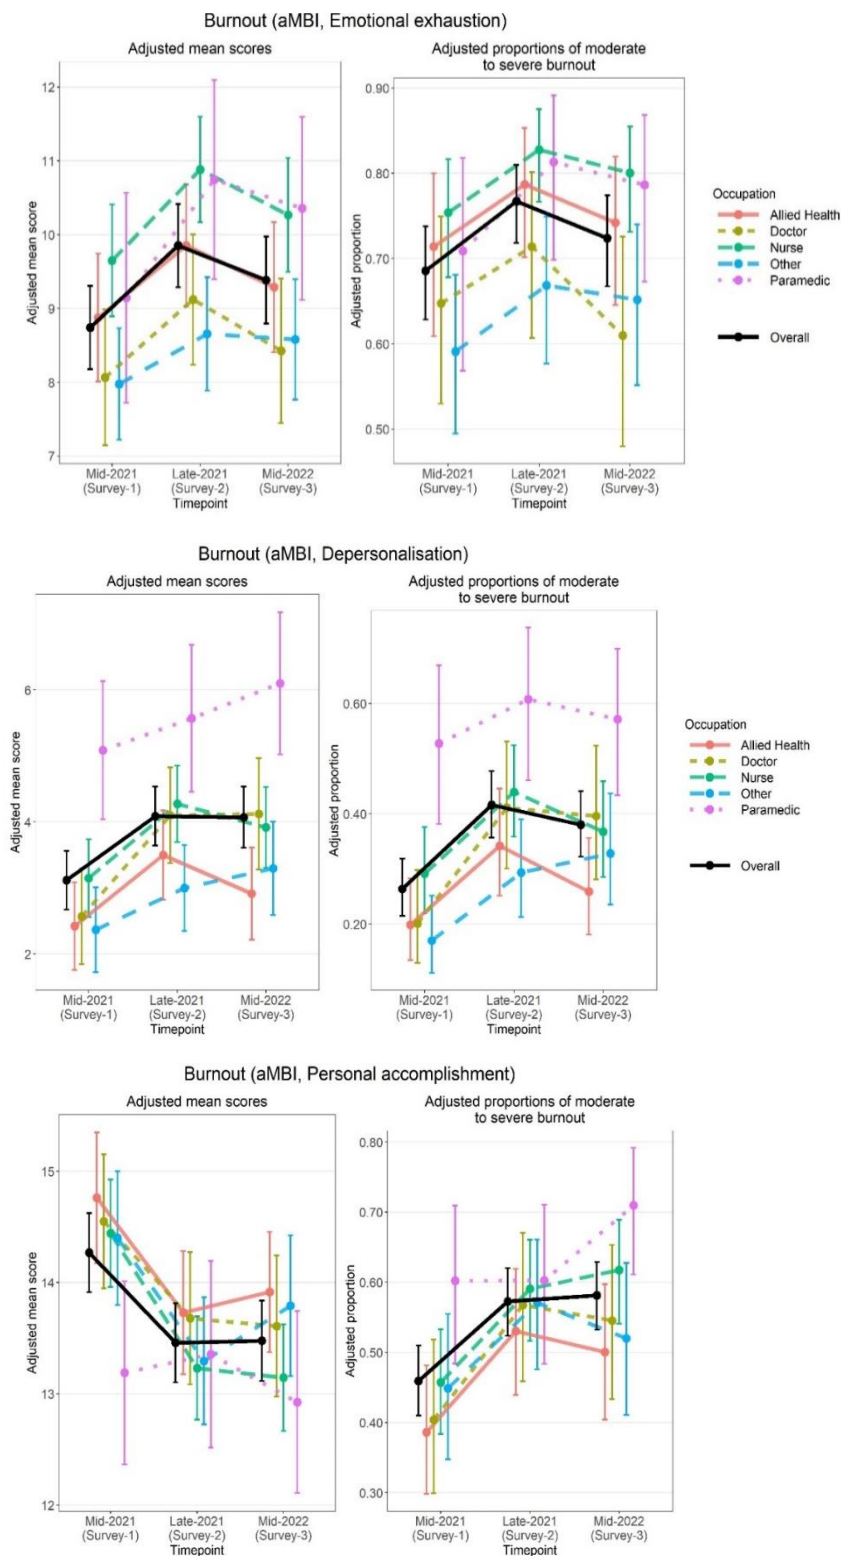 Burnout (aMBI, Emotional exhaustion)
Adjusted mean scores
Adjusted mean score
12
11
10
9
8
7
Mid-2021
(Survey-1)
Late-2021
(Survey-2)
Mid-2022
(Survey-3)
Timepoint
Adjusted proportions of moderate
to severe burnout
Adjusted proportion
0.90
0.80
0.70
0.60
0.50
Mid-2021
(Survey-1)
Late-2021
(Survey-2)
Mid-2022
(Survey-3)
Timepoint
Occupation
Allied Health
Doctor
Nurse
Other
Paramedic
Overall
Burnout (aMBI, Depersonalisation)
Adjusted mean scores
Adjusted mean score
6
4
2
Mid-2021
(Survey-1)
Late-2021
(Survey-2)
Mid-2022
(Survey-3)
Timepoint
Adjusted proportions of moderate
to severe burnout
Adjusted proportion
0.60
0.40
0.20
Mid-2021
(Survey-1)
Late-2021
(Survey-2)
Mid-2022
(Survey-3)
Timepoint
Occupation
Allied Health
Doctor
Nurse
Other
Paramedic
Overall
Burnout (aMBI, Personal accomplishment)
Adjusted mean scores
Adjusted mean score
15
14
13
12
Mid-2021
(Survey-1)
Late-2021
(Survey-2)
Mid-2022
(Survey-3)
Timepoint
Adjusted proportions of moderate
to severe burnout
Adjusted proportion
0.80
0.70
0.60
0.50
0.40
0.30
Mid-2021
(Survey-1)
Late-2021
(Survey-2)
Mid-2022
(Survey-3)
Timepoint